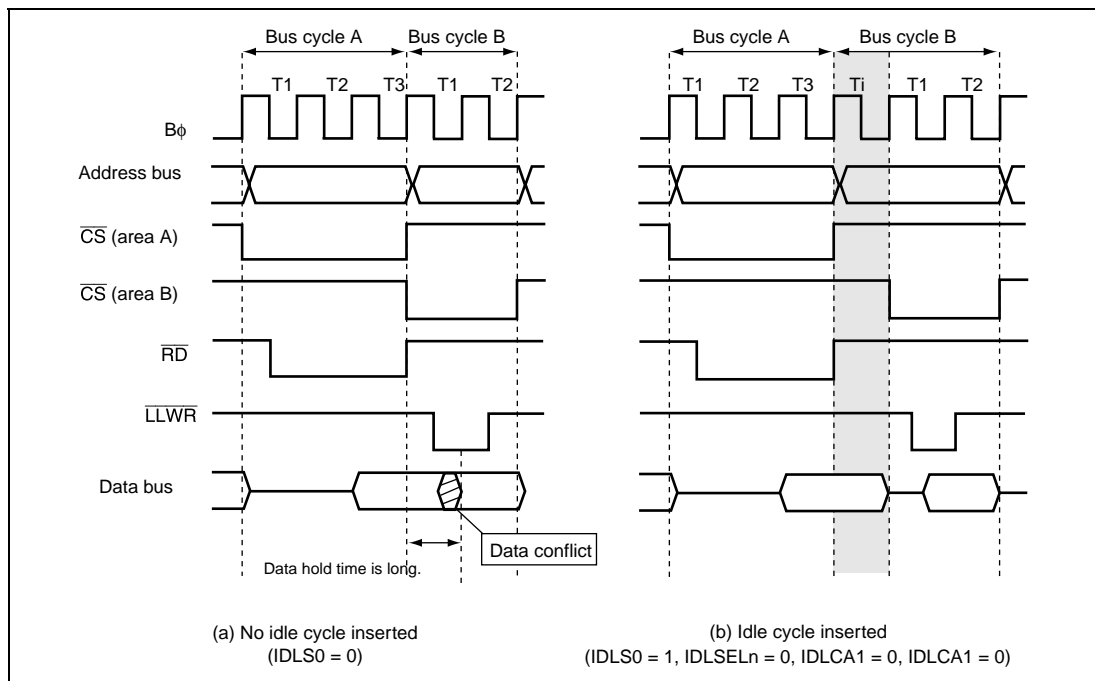 Bus cycle A Bus cycle B
T1 T2 T3 T1 T2
Bφ
Address bus
CS (area A)
CS (area B)
RD
LLWR
Data bus
Data conflict
Data hold time is long.
(a) No idle cycle inserted
(IDLS0 = 0)
Bus cycle A Bus cycle B
T1 T2 T3 Ti T1 T2
(b) Idle cycle inserted
(IDLS0 = 1, IDLSELn = 0, IDLCA1 = 0, IDLCA1 = 0)